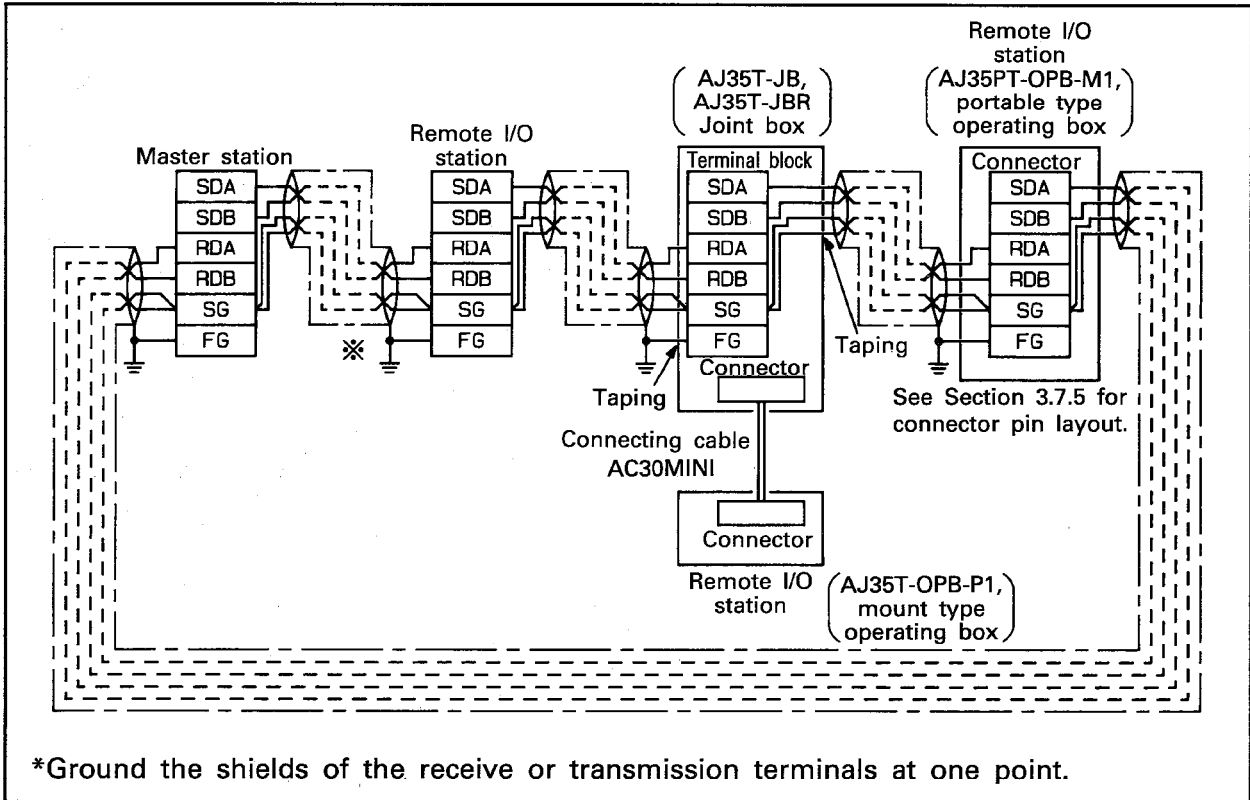 Remote I/O
station
(AJ35PT-OPB-M1,
portable type
operating box)
(AJ35T-JB,
AJ35T-JBR
Joint box)
Remote I/O
station
Master station
Terminal block
Connector
SDA
SDB
RDA
RDB
SG
FG
SDA
SDB
RDA
RDB
SG
FG
SDA
SDB
RDA
RDB
SG
FG
SDA
SDB
RDA
RDB
SG
FG
※
Taping
Taping
Connector
See Section 3.7.5 for
connector pin layout.
Connecting cable
AC30MINI
Connector
Remote I/O
station
(AJ35T-OPB-P1,
mount type
operating box)
*Ground the shields of the receive or transmission terminals at one point.